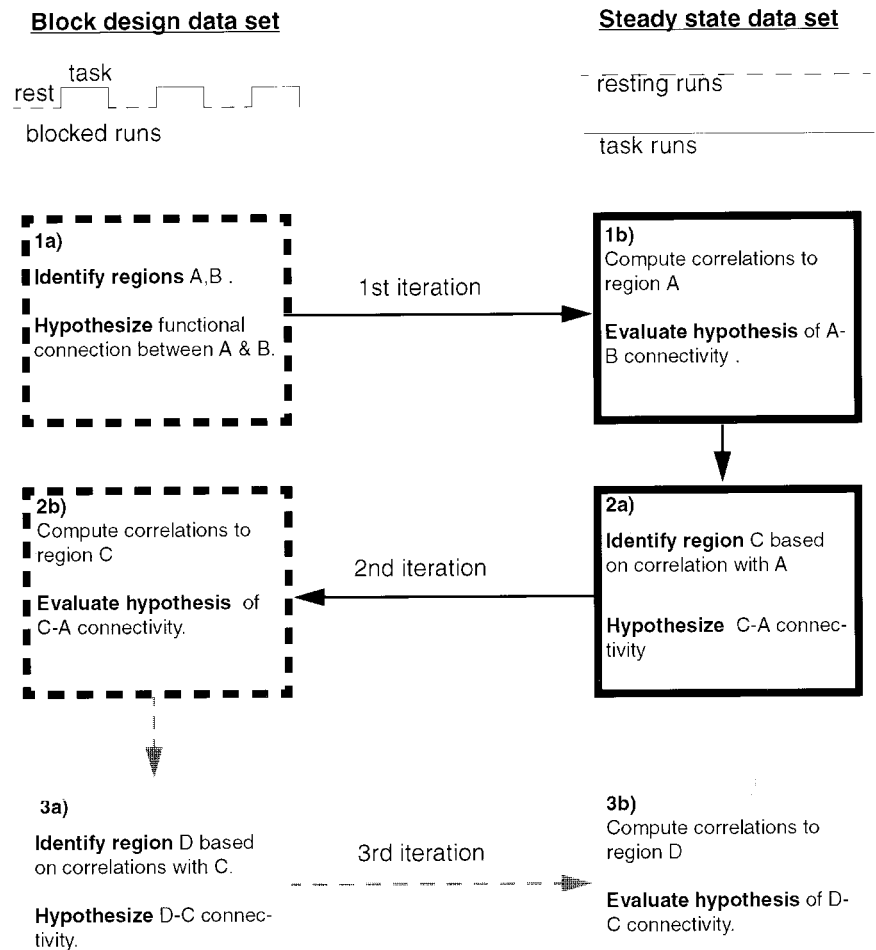 Block design data set
Steady state data set
task
rest
blocked runs
resting runs
task runs
1a)
Identify regions A,B .
Hypothesize functional
connection between A & B.
1st iteration
1b)
Compute correlations to
region A
Evaluate hypothesis of A-
B connectivity .
2b)
Compute correlations to
region C
Evaluate hypothesis of
C-A connectivity.
2nd iteration
2a)
Identify region C based
on correlation with A
Hypothesize C-A connec-
tivity
3a)
Identify region D based
on correlations with C.
Hypothesize D-C connec-
tivity.
3rd iteration
3b)
Compute correlations to
region D
Evaluate hypothesis of D-
C connectivity.